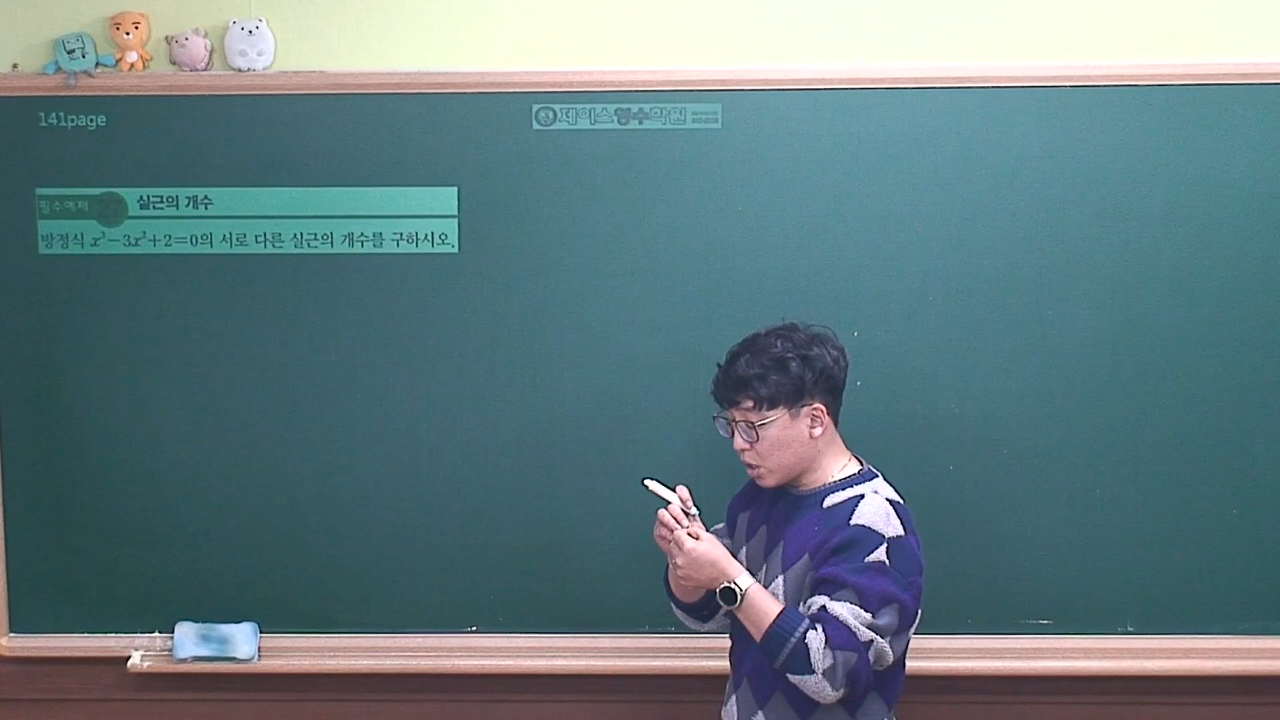 141page
제이스영수학원
필수예제 실근의 개수
방정식 x³-3x²+2=0의 서로 다른 실근의 개수를 구하시오.